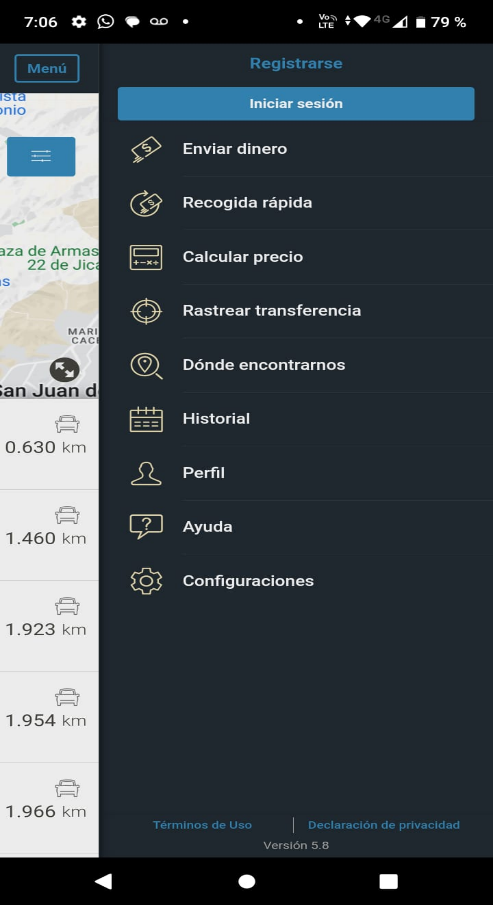 7:06
Vo
LTE
4G
79 %
Menú
Registrarse
Iniciar sesión
Enviar dinero
Recogida rápida
Calcular precio
Rastrear transferencia
Dónde encontrarnos
Historial
Perfil
Ayuda
Configuraciones
ista
onio
aza de Armas
22 de Jica
as
MARI
CACE
San Juan d
0.630 km
1.460 km
1.923 km
1.954 km
1.966 km
Términos de Uso
Declaración de privacidad
Versión 5.8